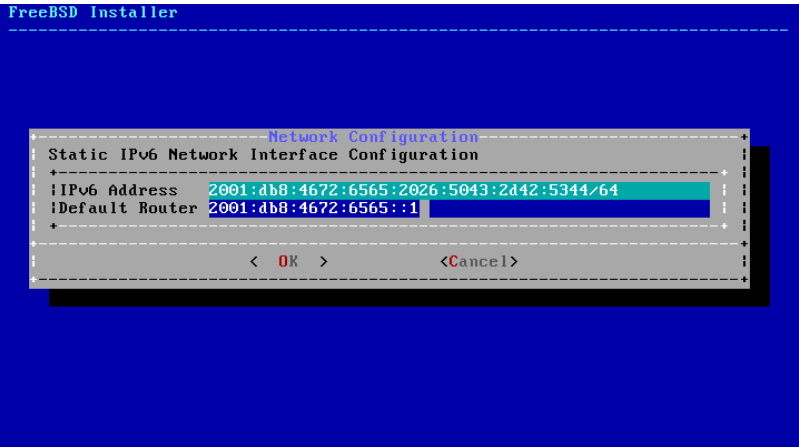 FreeBSD Installer
Network Configuration
Static IPv6 Network Interface Configuration
IPv6 Address 2001:db8:4672:6565:2026:5043:2d42:5344/64
Default Router 2001:db8:4672:6565::1
< OK > <Cancel>